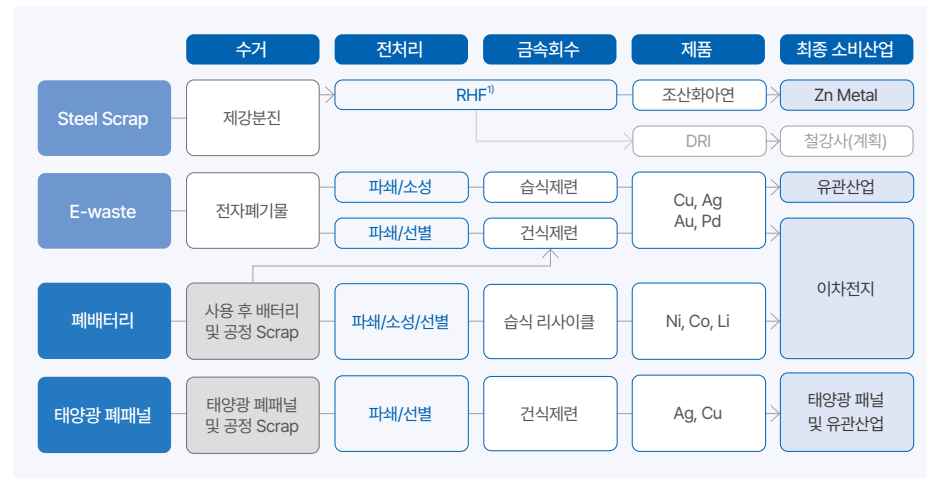 수거
전처리
금속회수
제품
최종 소비산업
Steel Scrap
제강분진
RHF1)
조산화아연
Zn Metal
DRI
철강사(계획)
E-waste
전자폐기물
파쇄/소성
습식제련
Cu, Ag
Au, Pd
유관산업
파쇄/선별
건식제련
이차전지
폐배터리
사용 후 배터리
및 공정 Scrap
파쇄/소성/선별
습식 리사이클
Ni, Co, Li
태양광 폐패널
태양광 폐패널
및 공정 Scrap
파쇄/선별
건식제련
Ag, Cu
태양광 패널
및 유관산업